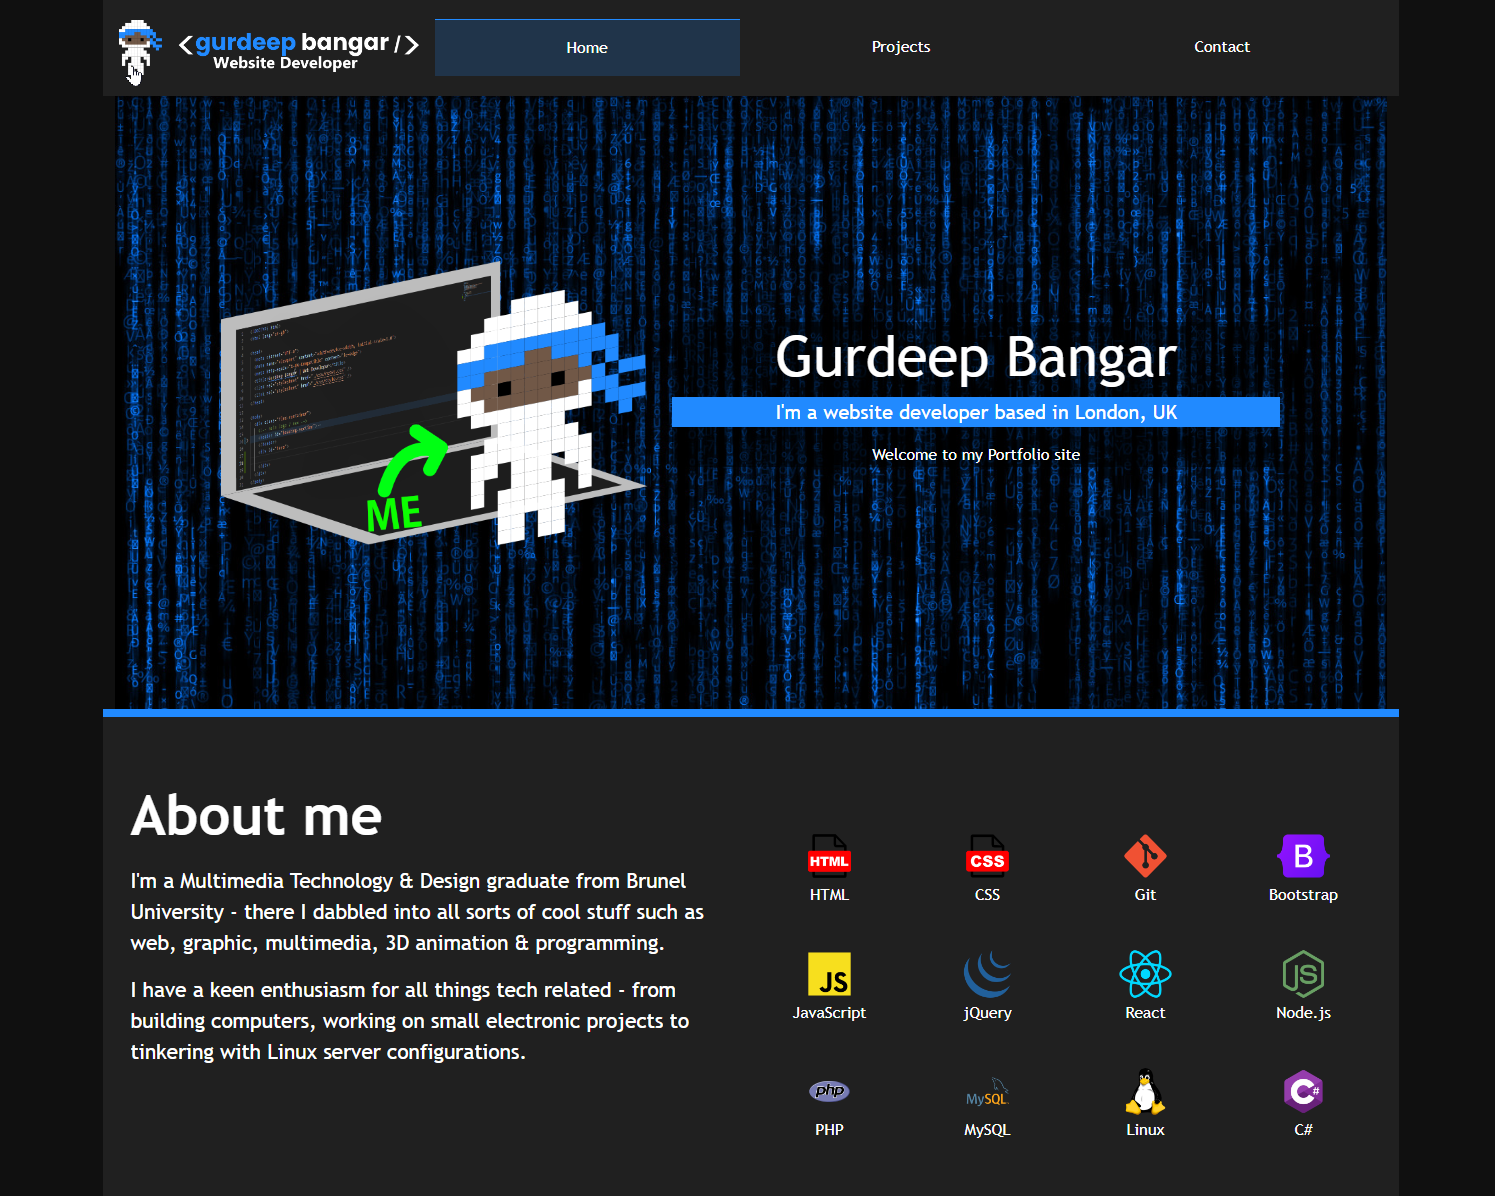 <gurdeep bangar />
Website Developer
Home
Projects
Contact
ME
Gurdeep Bangar
I'm a website developer based in London, UK
Welcome to my Portfolio site
About me
I'm a Multimedia Technology & Design graduate from Brunel
University - there I dabbled into all sorts of cool stuff such as
web, graphic, multimedia, 3D animation & programming.
I have a keen enthusiasm for all things tech related - from
building computers, working on small electronic projects to
tinkering with Linux server configurations.
HTML
HTML
CSS
CSS
Git
B
Bootstrap
JS
JavaScript
jQuery
React
JS
Node.js
php
PHP
MySQL
MySQL
Linux
C#
C#